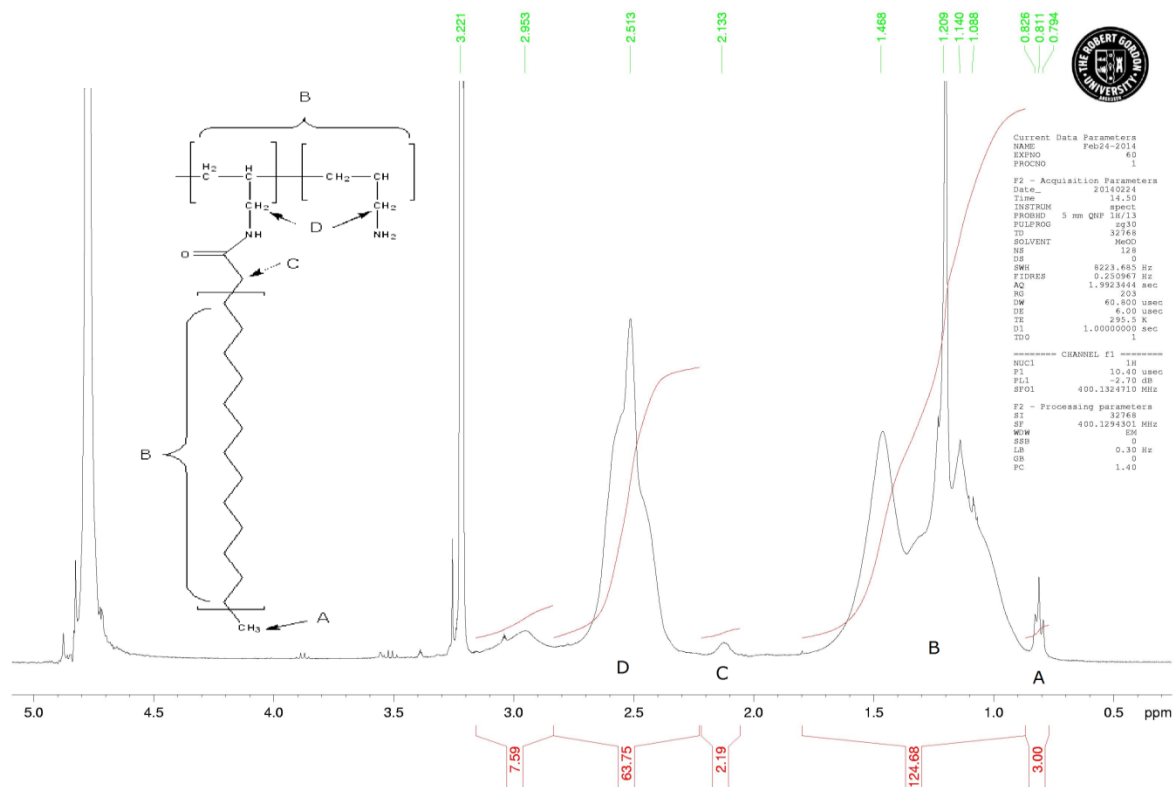 3.221
2.953
2.513
2.133
1.468
1.209
1.140
1.088
0.826
0.811
0.794
THE ROBERT GORDON
UNIVERSITY
ABERDEEN
Current Data Parameters
NAME Feb24-2014
EXPNO 60
PROCNO 1
F2 - Acquisition Parameters
Date_ 20140224
Time 14.50
INSTRUM spect
PROBHD 5 mm QNP 1H/13
PULPROG zg30
TD 32768
SOLVENT MeOD
NS 128
DS 0
SWH 8223.685 Hz
FIDRES 0.250967 Hz
AQ 1.9923444 sec
RG 203
DW 60.800 usec
DE 6.00 usec
TE 295.5 K
D1 1.00000000 sec
TD0 1
======== CHANNEL f1 ========
NUC1 1H
P1 10.40 usec
PL1 -2.70 dB
SFO1 400.1324710 MHz
F2 - Processing parameters
SI 32768
SF 400.1294301 MHz
WDW EM
SSB 0
LB 0.30 Hz
GB 0
PC 1.40
B
H
C H2 C CH2 CH
CH2 D CH2
NH NH2
O
C
B
CH3 A
D C B A
5.0 4.5 4.0 3.5 3.0 2.5 2.0 1.5 1.0 0.5 ppm
7.59
63.75
2.19
124.68
3.00